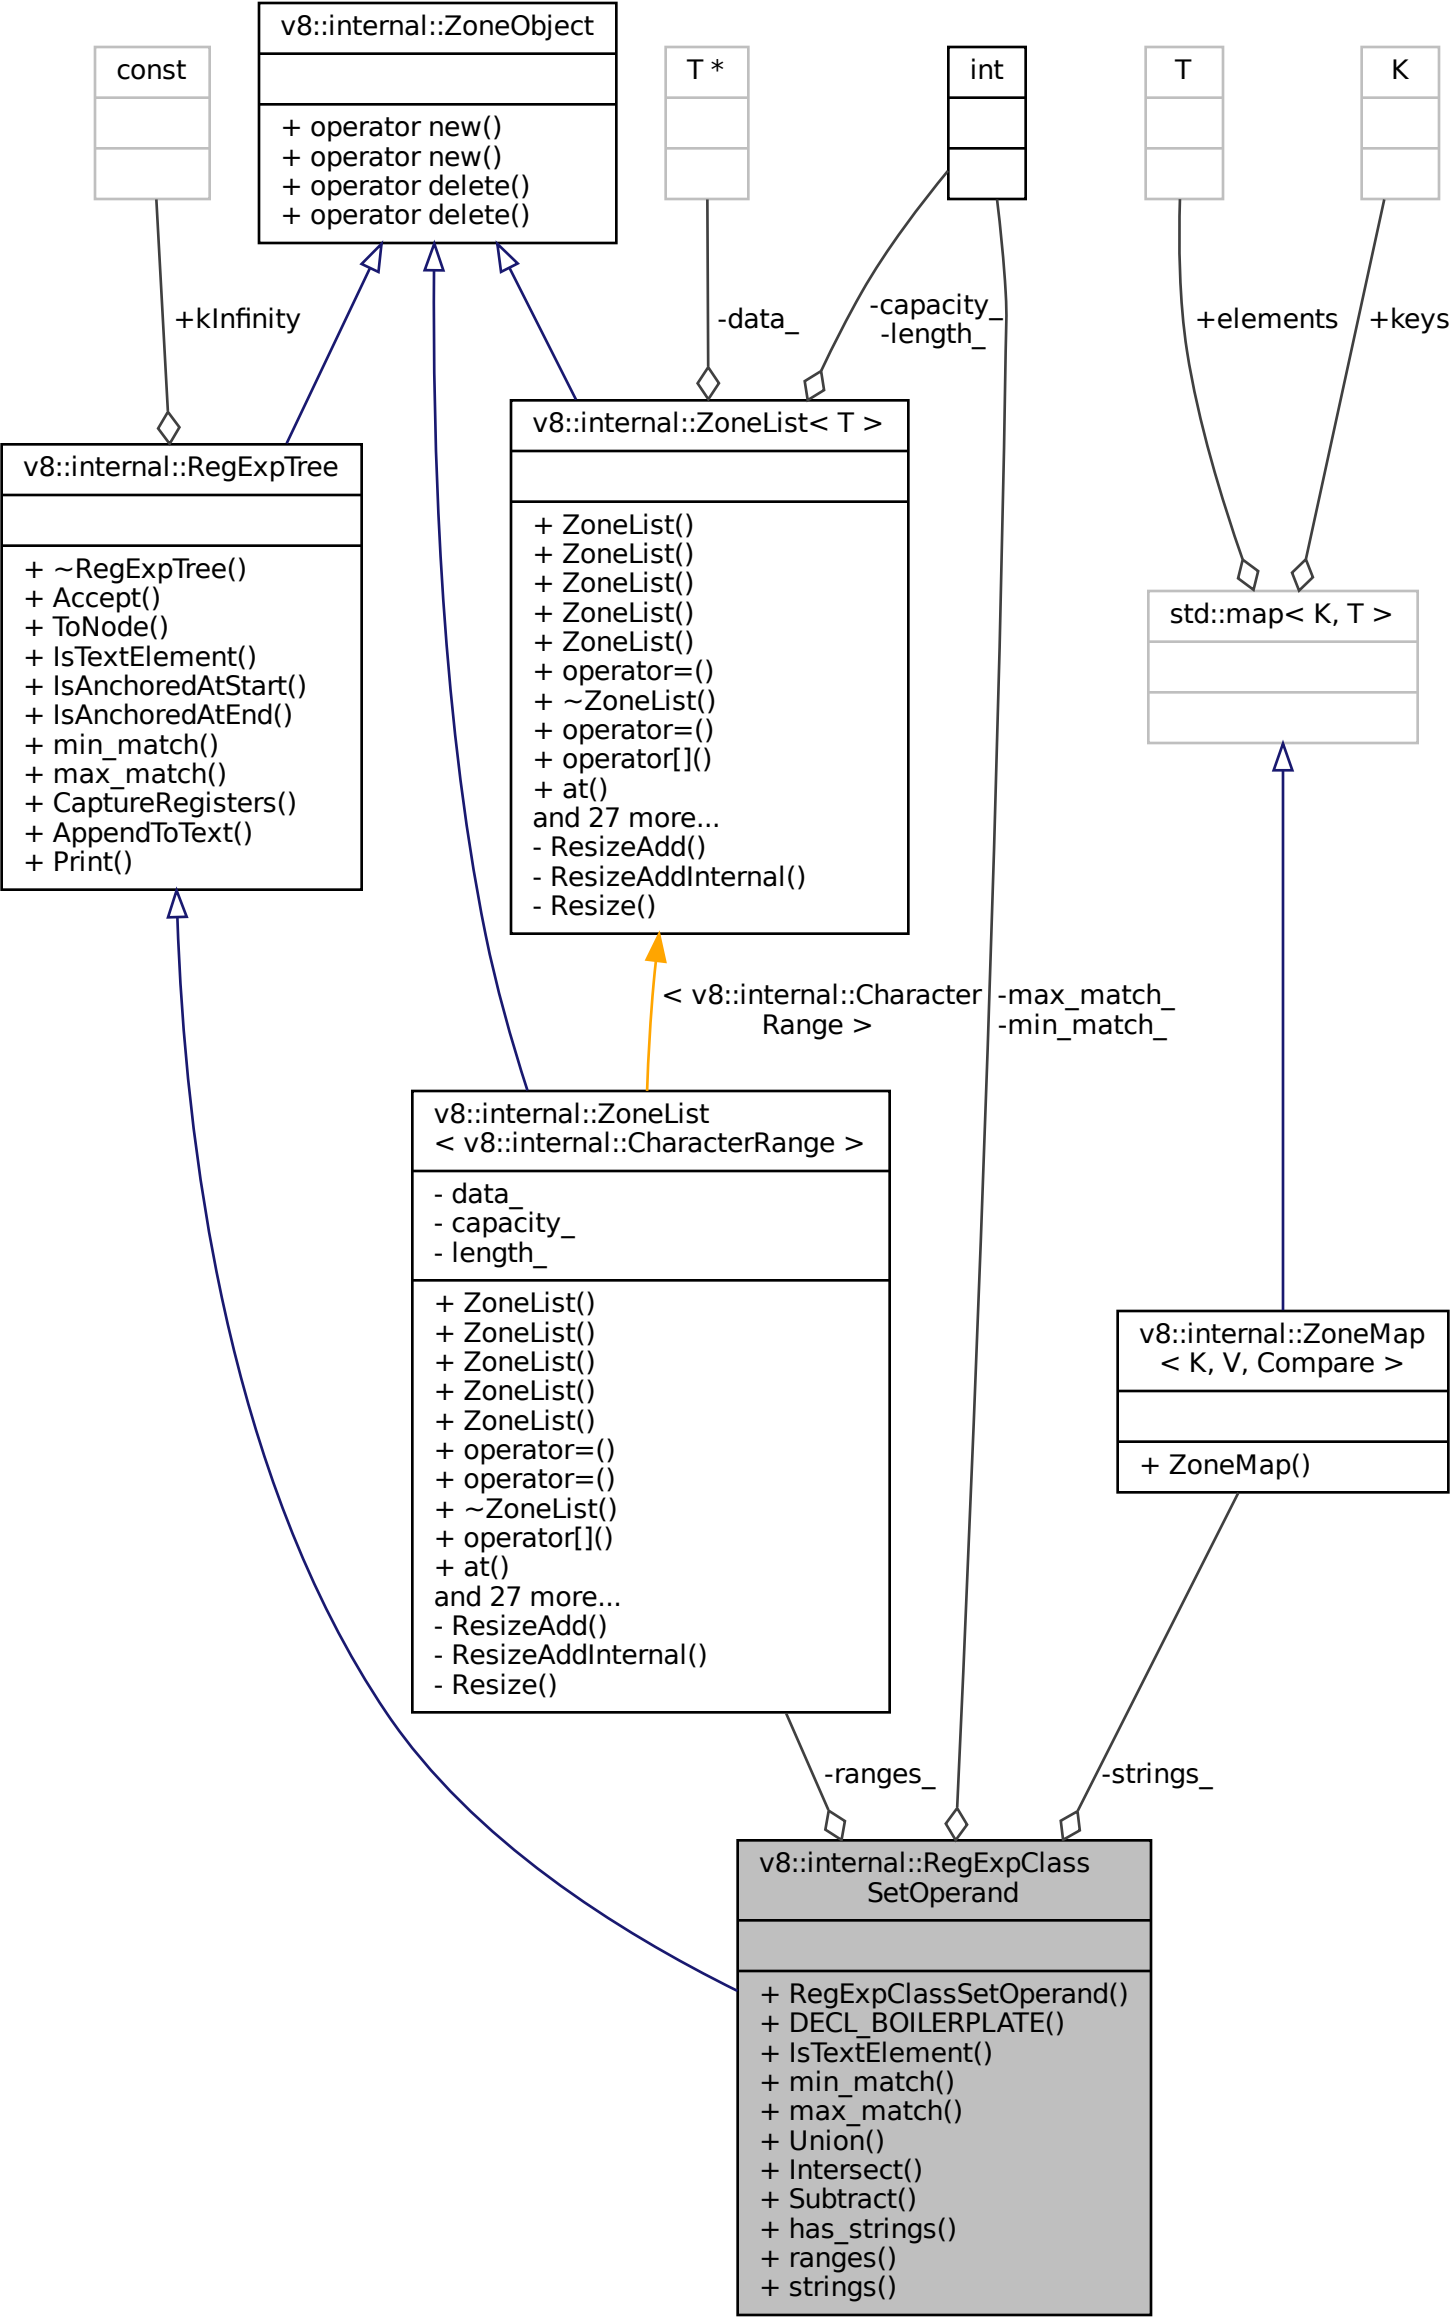 v8::internal::ZoneObject
+ operator new()
+ operator new()
+ operator delete()
+ operator delete()
const
T *
int
T
K
+kInfinity
-data_
-capacity_
-length_
+elements
+keys
v8::internal::RegExpTree
+ ~RegExpTree()
+ Accept()
+ ToNode()
+ IsTextElement()
+ IsAnchoredAtStart()
+ IsAnchoredAtEnd()
+ min_match()
+ max_match()
+ CaptureRegisters()
+ AppendToText()
+ Print()
v8::internal::ZoneList< T >
+ ZoneList()
+ ZoneList()
+ ZoneList()
+ ZoneList()
+ ZoneList()
+ operator=()
+ ~ZoneList()
+ operator=()
+ operator[]()
+ at()
and 27 more...
- ResizeAdd()
- ResizeAddInternal()
- Resize()
std::map< K, T >
< v8::internal::Character
Range >
-max_match_
-min_match_
v8::internal::ZoneList
< v8::internal::CharacterRange >
- data_
- capacity_
- length_
+ ZoneList()
+ ZoneList()
+ ZoneList()
+ ZoneList()
+ ZoneList()
+ operator=()
+ operator=()
+ ~ZoneList()
+ operator[]()
+ at()
and 27 more...
- ResizeAdd()
- ResizeAddInternal()
- Resize()
v8::internal::ZoneMap
< K, V, Compare >
+ ZoneMap()
-ranges_
-strings_
v8::internal::RegExpClass
SetOperand
+ RegExpClassSetOperand()
+ DECL_BOILERPLATE()
+ IsTextElement()
+ min_match()
+ max_match()
+ Union()
+ Intersect()
+ Subtract()
+ has_strings()
+ ranges()
+ strings()